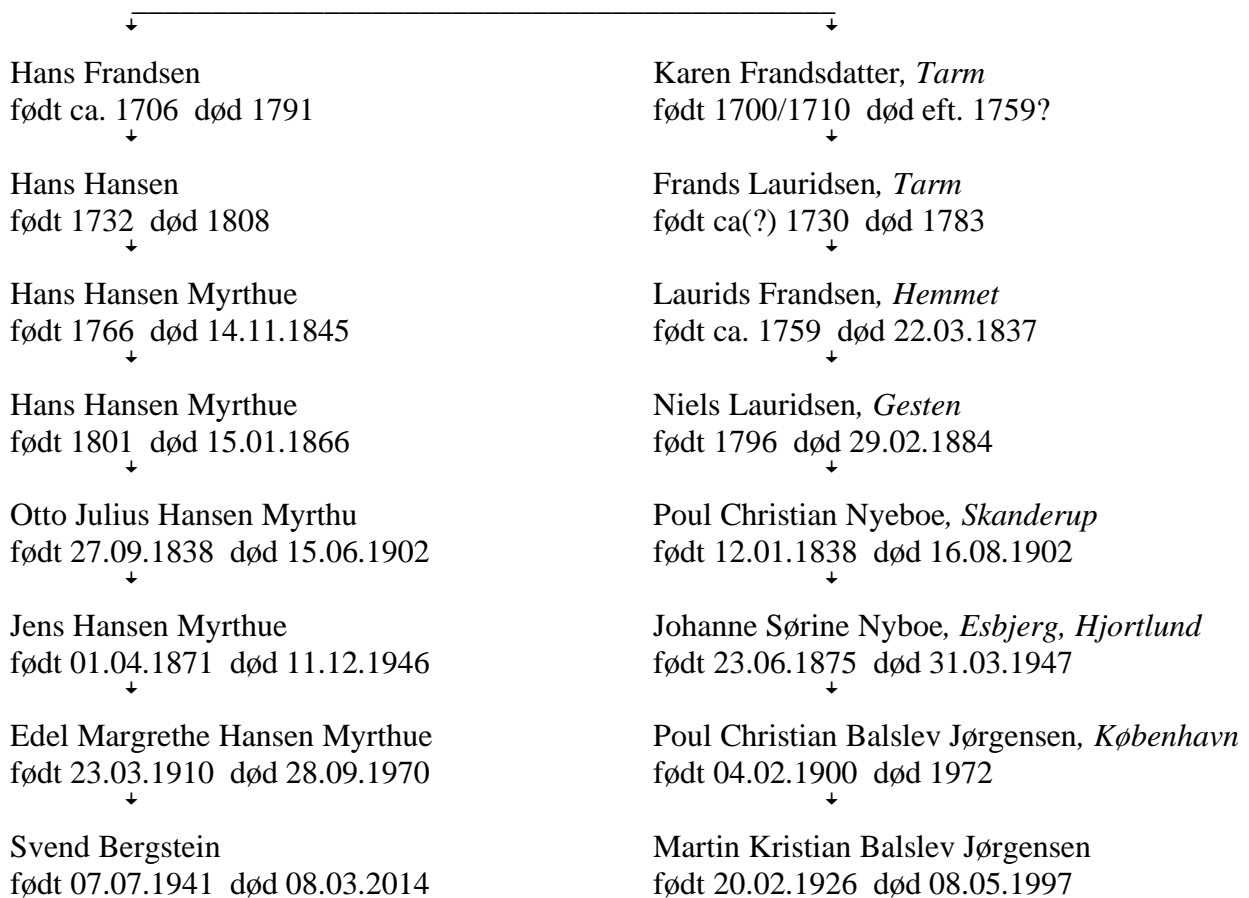 Hans Frandsen
født ca. 1706 død 1791
Hans Hansen
født 1732 død 1808
Hans Hansen Myrthue
født 1766 død 14.11.1845
Hans Hansen Myrthue
født 1801 død 15.01.1866
Otto Julius Hansen Myrthu
født 27.09.1838 død 15.06.1902
Jens Hansen Myrthue
født 01.04.1871 død 11.12.1946
Edel Margrethe Hansen Myrthue
født 23.03.1910 død 28.09.1970
Svend Bergstein
født 07.07.1941 død 08.03.2014
Karen Frandsdatter, Tarm
født 1700/1710 død eft. 1759?
Frands Lauridsen, Tarm
født ca(?) 1730 død 1783
Laurids Frandsen, Hemmet
født ca. 1759 død 22.03.1837
Niels Lauridsen, Gesten
født 1796 død 29.02.1884
Poul Christian Nyeboe, Skanderup
født 12.01.1838 død 16.08.1902
Johanne Sørine Nyboe, Esbjerg, Hjortlund
født 23.06.1875 død 31.03.1947
Poul Christian Balslev Jørgensen, København
født 04.02.1900 død 1972
Martin Kristian Balslev Jørgensen
født 20.02.1926 død 08.05.1997